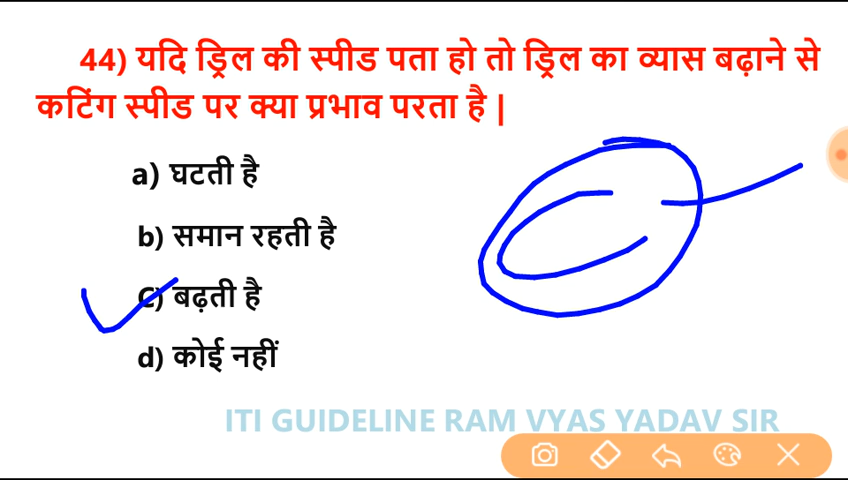 44) यदि ड्रिल की स्पीड पता हो तो ड्रिल का व्यास बढ़ाने से
कटिंग स्पीड पर क्या प्रभाव परता है |
a) घटती है
b) समान रहती है
C) बढ़ती है
d) कोई नहीं
ITI GUIDELINE RAM VYAS YADAV SIR